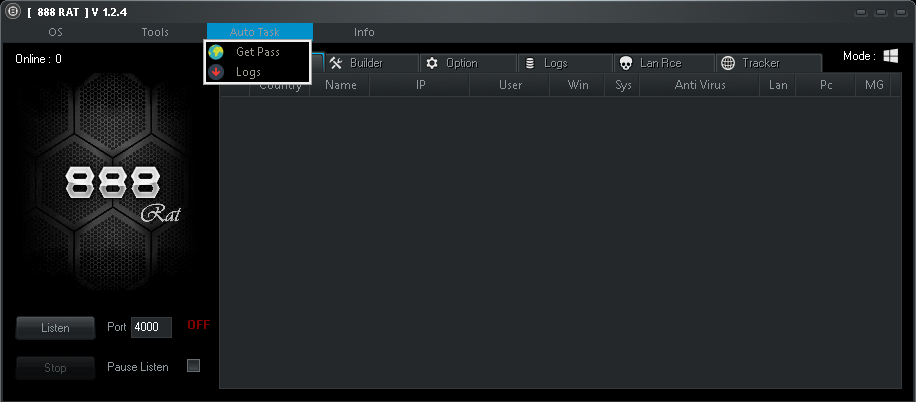 [ 888 RAT ] V 1.2.4
OS Tools Auto Task Info
Get Pass
Logs
Online : 0
Builder Option Logs Lan Rce Tracker
Mode :
Country Name IP User Win Sys Anti Virus Lan Pc MG
888
Rat
Listen Port 4000 OFF
Stop Pause Listen